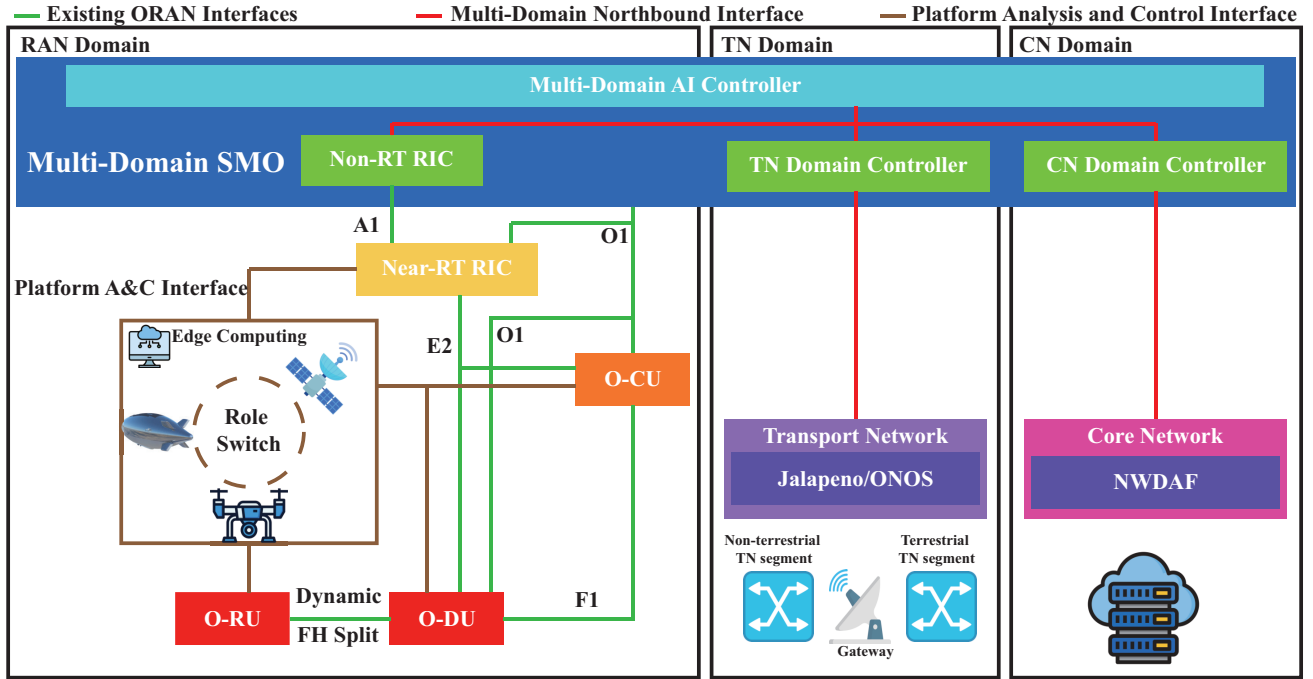 Existing ORAN Interfaces
Multi-Domain Northbound Interface
Platform Analysis and Control Interface
RAN Domain
TN Domain
CN Domain
Multi-Domain AI Controller
Multi-Domain SMO
Non-RT RIC
TN Domain Controller
CN Domain Controller
A1
O1
Near-RT RIC
Platform A&C Interface
Edge Computing
E2
O1
O-CU
Role
Switch
Transport Network
Jalapeno/ONOS
Core Network
NWDAF
Non-terrestrial
TN segment
Terrestrial
TN segment
Gateway
O-RU
Dynamic
FH Split
O-DU
F1